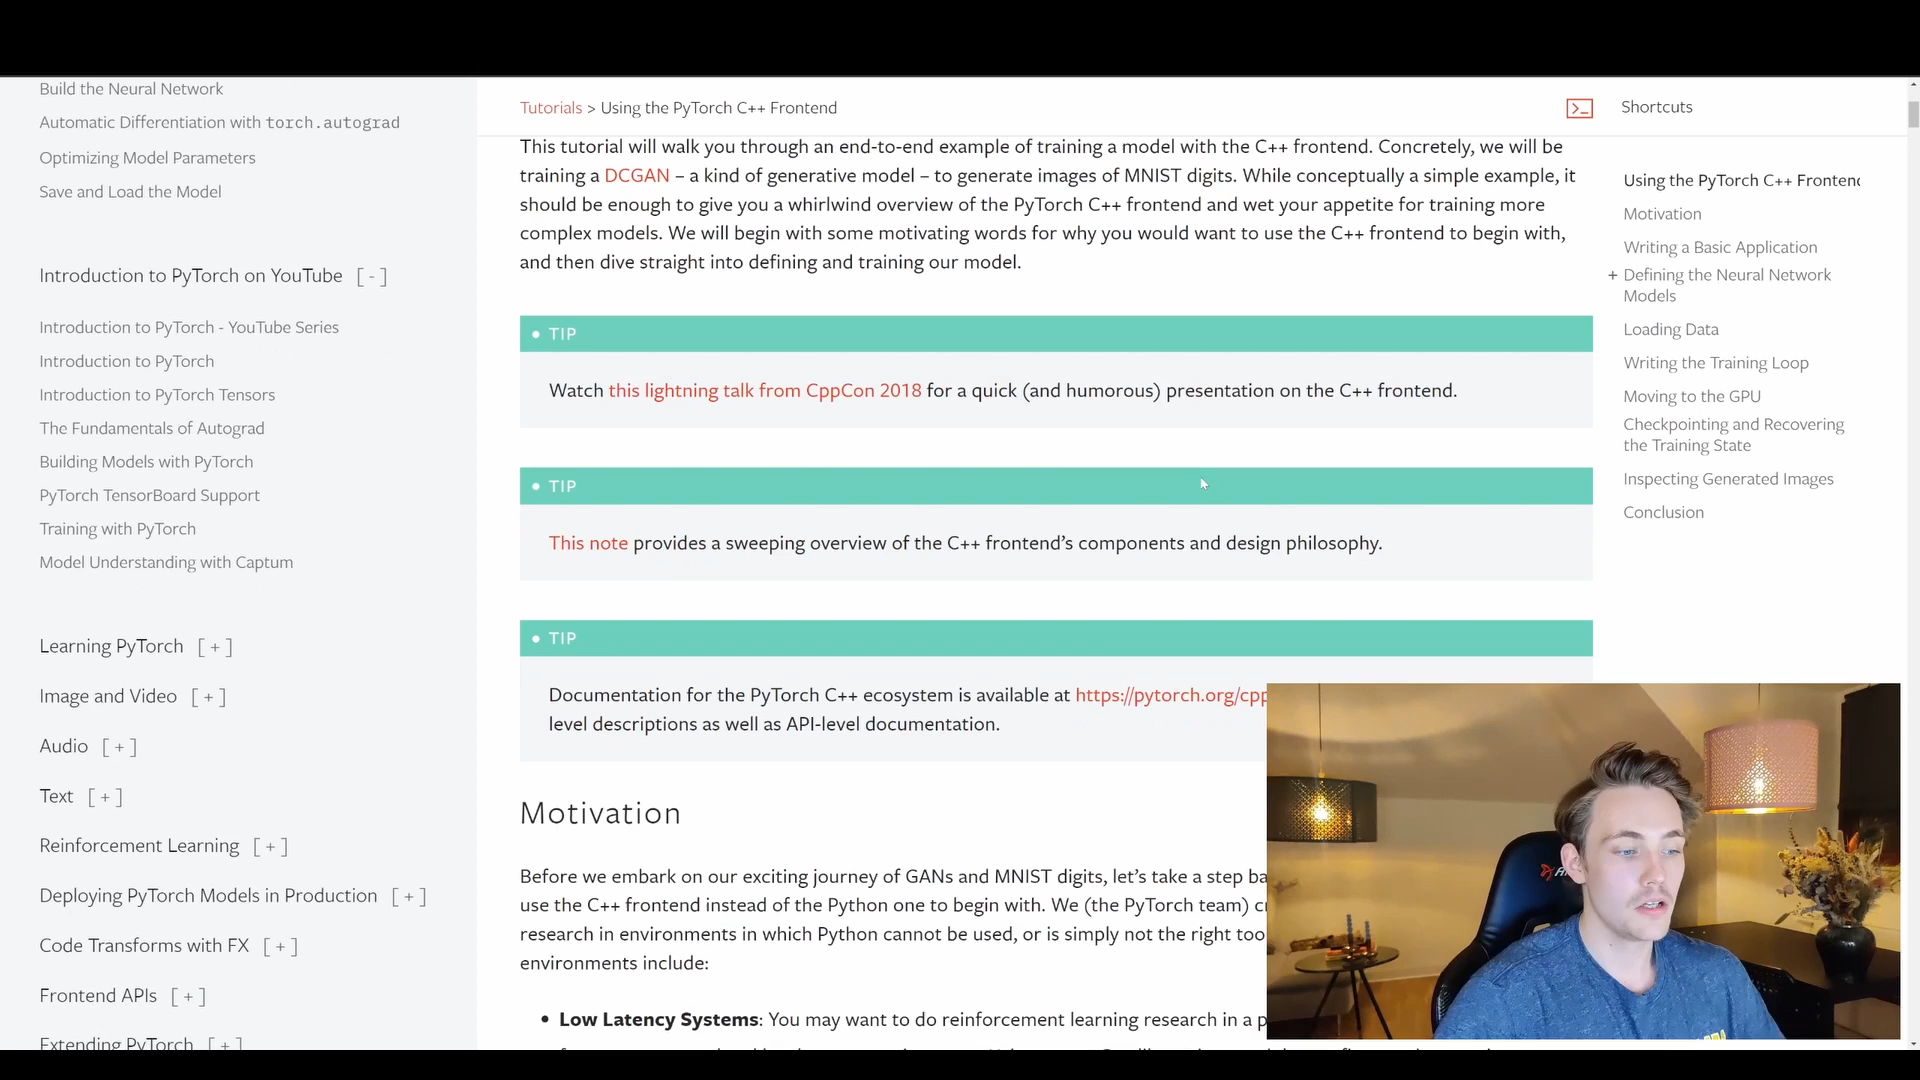 Build the Neural Network
Automatic Differentiation with torch.autograd
Optimizing Model Parameters
Save and Load the Model
Introduction to PyTorch on YouTube [ - ]
Introduction to PyTorch - YouTube Series
Introduction to PyTorch
Introduction to PyTorch Tensors
The Fundamentals of Autograd
Building Models with PyTorch
PyTorch TensorBoard Support
Training with PyTorch
Model Understanding with Captum
Learning PyTorch [ + ]
Image and Video [ + ]
Audio [ + ]
Text [ + ]
Reinforcement Learning [ + ]
Deploying PyTorch Models in Production [ + ]
Code Transforms with FX [ + ]
Frontend APIs [ + ]
Extending PyTorch [ + ]
Tutorials > Using the PyTorch C++ Frontend
This tutorial will walk you through an end-to-end example of training a model with the C++ frontend. Concretely, we will be
training a DCGAN – a kind of generative model – to generate images of MNIST digits. While conceptually a simple example, it
should be enough to give you a whirlwind overview of the PyTorch C++ frontend and wet your appetite for training more
complex models. We will begin with some motivating words for why you would want to use the C++ frontend to begin with,
and then dive straight into defining and training our model.
• TIP
Watch this lightning talk from CppCon 2018 for a quick (and humorous) presentation on the C++ frontend.
• TIP
This note provides a sweeping overview of the C++ frontend's components and design philosophy.
• TIP
Documentation for the PyTorch C++ ecosystem is available at https://pytorch.org/cpp
level descriptions as well as API-level documentation.
Motivation
Before we embark on our exciting journey of GANs and MNIST digits, let's take a step ba
use the C++ frontend instead of the Python one to begin with. We (the PyTorch team) cr
research in environments in which Python cannot be used, or is simply not the right too
environments include:
• Low Latency Systems: You may want to do reinforcement learning research in a p
Shortcuts
Using the PyTorch C++ Frontend
Motivation
Writing a Basic Application
+ Defining the Neural Network
Models
Loading Data
Writing the Training Loop
Moving to the GPU
Checkpointing and Recovering
the Training State
Inspecting Generated Images
Conclusion